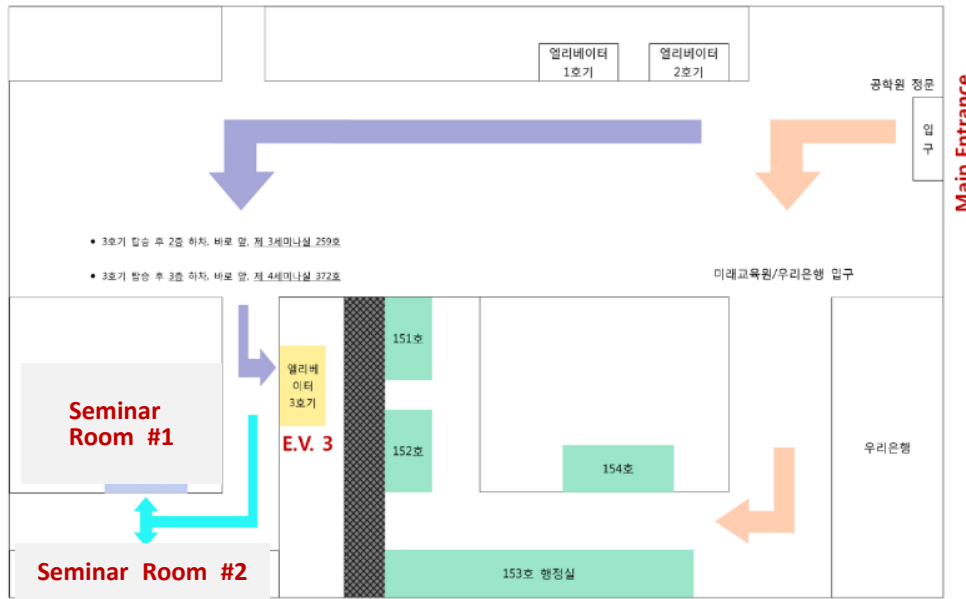 엘리베이터
1호기
엘리베이터
2호기
공학원 정문
입
구
Main Entrance
• 3호기 탑승 후 2층 하차, 바로 앞, 제 3세미나실 259호
• 3호기 탑승 후 3층 하차, 바로 앞, 제 4세미나실 372호
미래교육원/우리은행 입구
151호
엘리베
이터
3호기
Seminar
Room #1
E.V. 3
152호
154호
우리은행
Seminar Room #2
153호 행정실